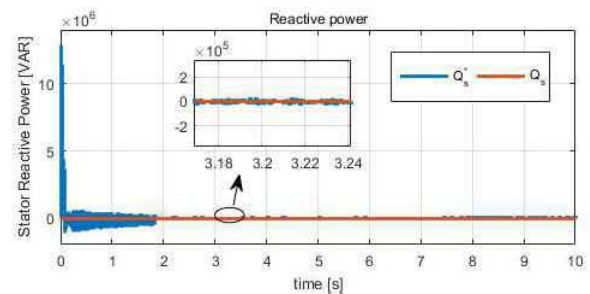 Reactive power
×10⁶
Stator Reactive Power [VAR]
10
5
0
×10⁵
2
0
-2
3.18 3.2 3.22 3.24
Q*s Qs
0 1 2 3 4 5 6 7 8 9 10
time [s]